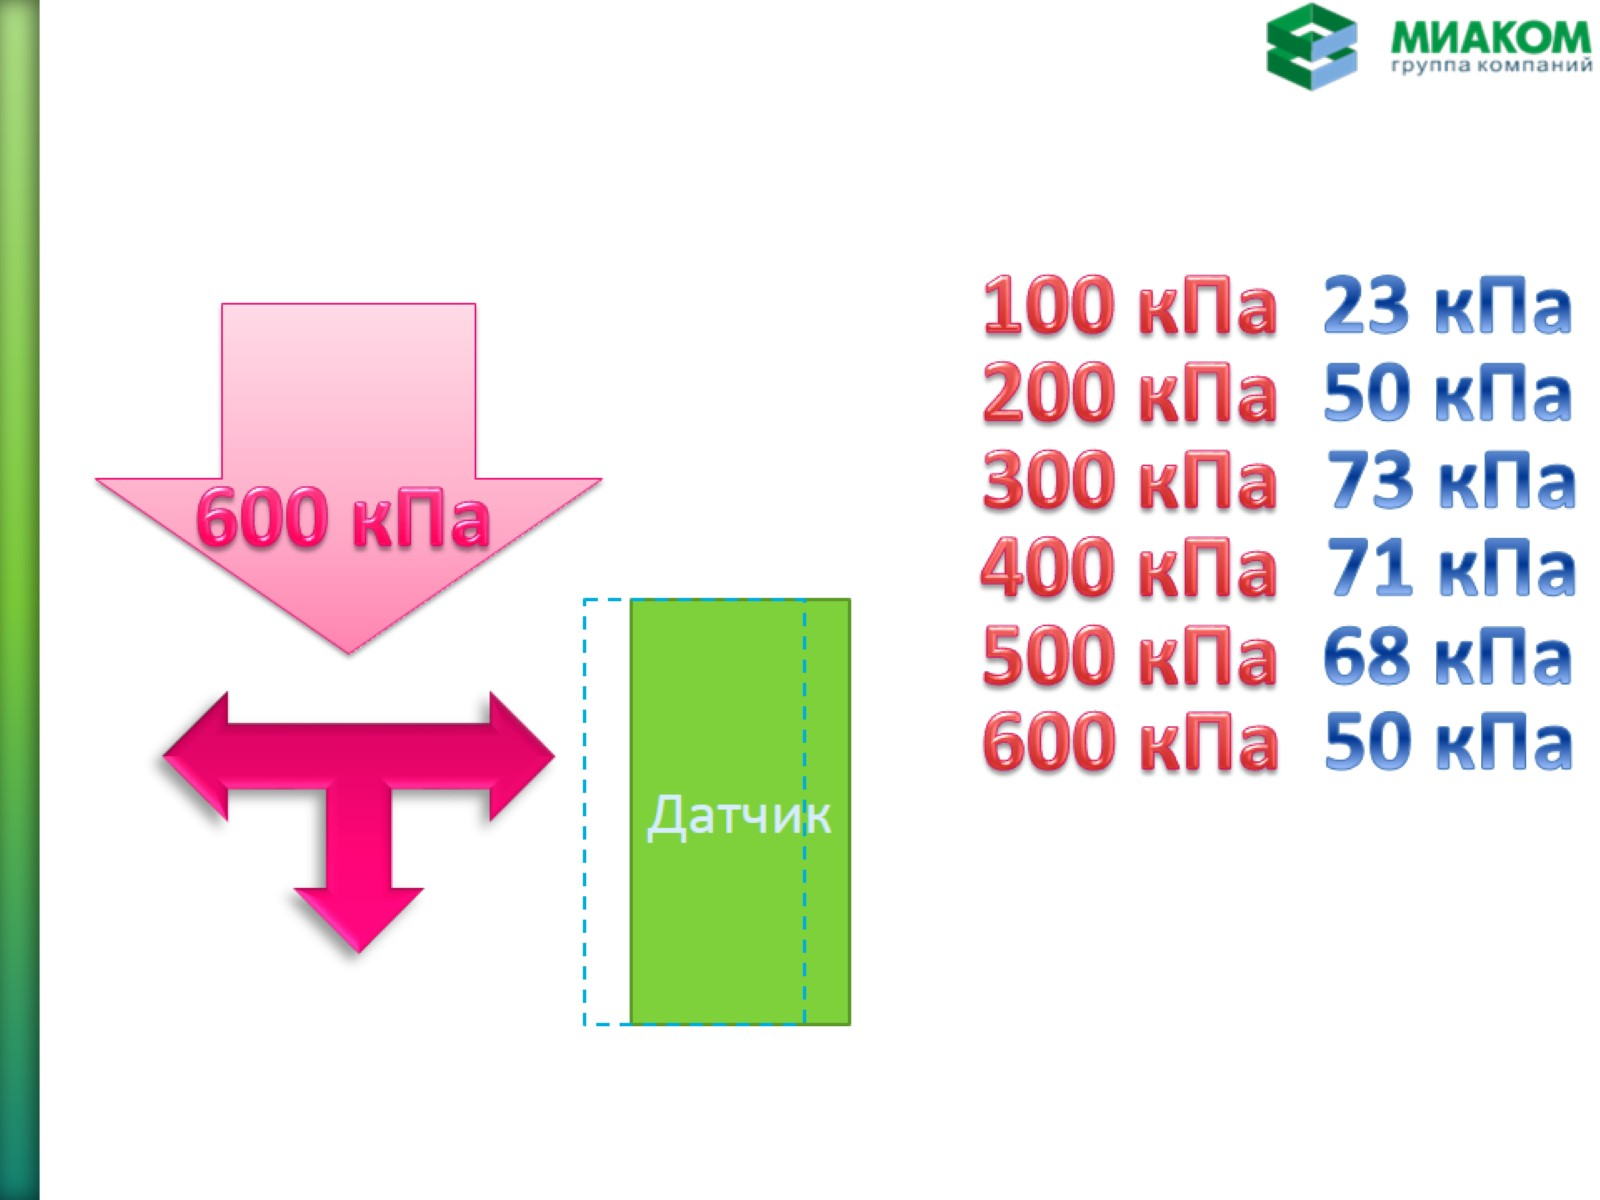 МИАКОМ
группа компаний
100 кПа 23 кПа
200 кПа 50 кПа
300 кПа 73 кПа
400 кПа 71 кПа
500 кПа 68 кПа
600 кПа 50 кПа
600 кПа
Датчик